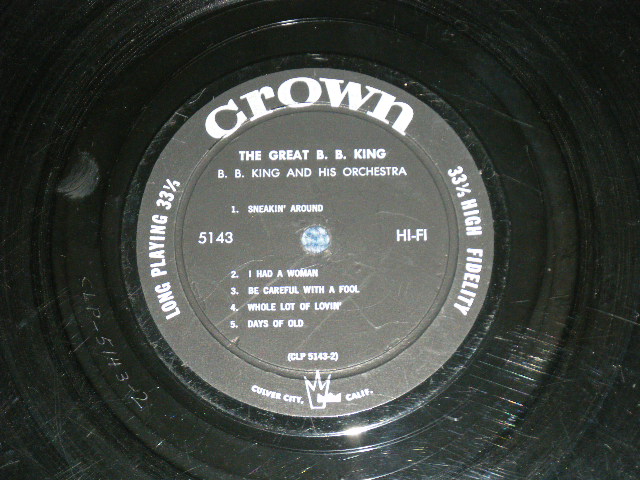 crown
THE GREAT B. B. KING
B. B. KING AND HIS ORCHESTRA
1. SNEAKIN' AROUND
5143
HI-FI
2. I HAD A WOMAN
3. BE CAREFUL WITH A FOOL
4. WHOLE LOT OF LOVIN'
5. DAYS OF OLD
(CLP 5143-2)
LONG PLAYING 33⅓
33⅓ HIGH FIDELITY
CULVER CITY, CALIF.
CLP-5143-2